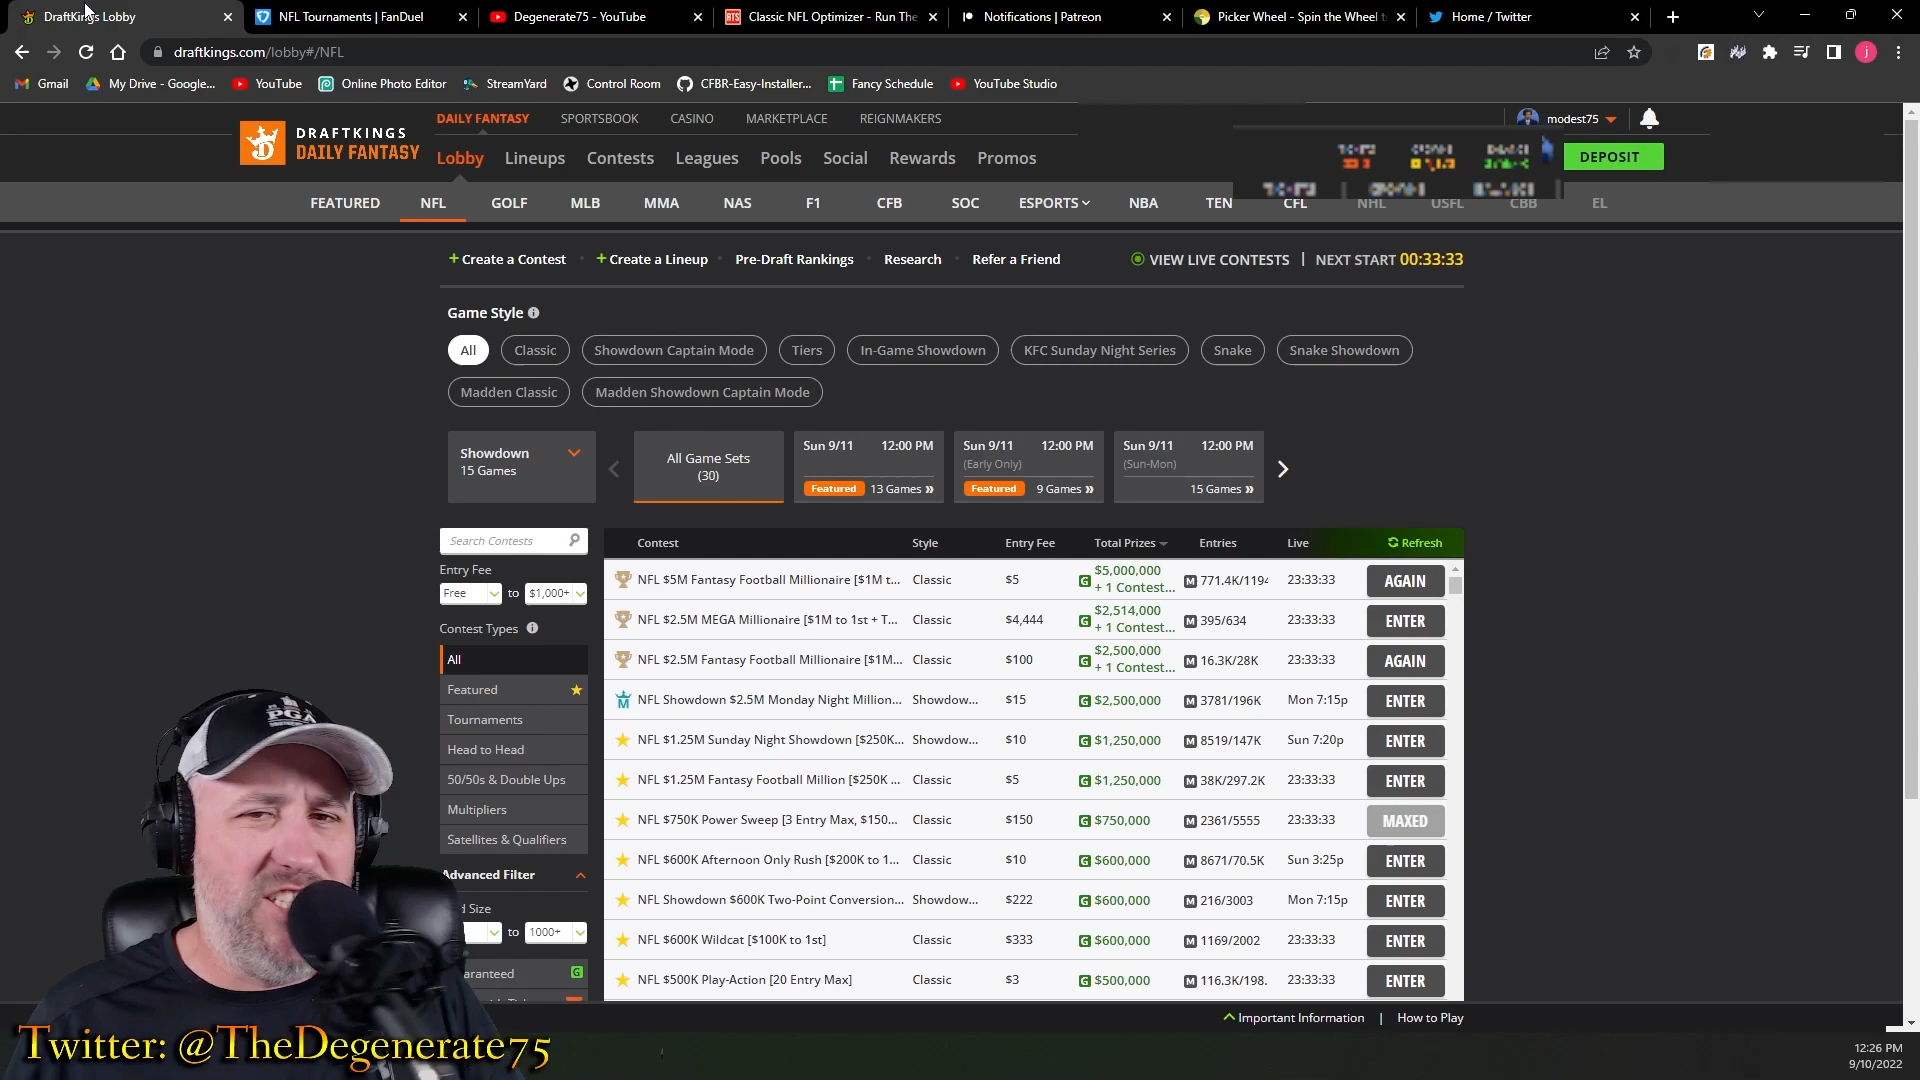 DraftKings Lobby
NFL Tournaments | FanDuel
Degenerate75 - YouTube
Classic NFL Optimizer - Run The
Notifications | Patreon
Picker Wheel - Spin the Wheel t
Home / Twitter
draftkings.com/lobby#/NFL
Gmail
My Drive - Google...
YouTube
Online Photo Editor
StreamYard
Control Room
CFBR-Easy-Installer...
Fancy Schedule
YouTube Studio
DRAFTKINGS
DAILY FANTASY
DAILY FANTASY SPORTSBOOK CASINO MARKETPLACE REIGNMAKERS
modest75
Lobby Lineups Contests Leagues Pools Social Rewards Promos
DEPOSIT
FEATURED NFL GOLF MLB MMA NAS F1 CFB SOC ESPORTS NBA TEN CFL NHL USFL CBB EL
+ Create a Contest + Create a Lineup Pre-Draft Rankings Research Refer a Friend
VIEW LIVE CONTESTS | NEXT START 00:33:33
Game Style
All Classic Showdown Captain Mode Tiers In-Game Showdown KFC Sunday Night Series Snake Snake Showdown
Madden Classic Madden Showdown Captain Mode
Showdown
15 Games
All Game Sets
(30)
Sun 9/11 12:00 PM
Featured 13 Games »
Sun 9/11 12:00 PM
(Early Only)
Featured 9 Games »
Sun 9/11 12:00 PM
(Sun-Mon)
15 Games »
Search Contests
Entry Fee
Free to $1,000+
Contest Types
All
Featured
Tournaments
Head to Head
50/50s & Double Ups
Multipliers
Satellites & Qualifiers
Advanced Filter
d Size
to 1000+
aranteed G
Contest Style Entry Fee Total Prizes Entries Live Refresh
NFL $5M Fantasy Football Millionaire [$1M t... Classic $5 G $5,000,000 + 1 Contest... M 771.4K/1194 23:33:33 AGAIN
NFL $2.5M MEGA Millionaire [$1M to 1st + T... Classic $4,444 G $2,514,000 + 1 Contest... M 395/634 23:33:33 ENTER
NFL $2.5M Fantasy Football Millionaire [$1M... Classic $100 G $2,500,000 + 1 Contest... M 16.3K/28K 23:33:33 AGAIN
M NFL Showdown $2.5M Monday Night Million... Showdow... $15 G $2,500,000 M 3781/196K Mon 7:15p ENTER
NFL $1.25M Sunday Night Showdown [$250K... Showdow... $10 G $1,250,000 M 8519/147K Sun 7:20p ENTER
NFL $1.25M Fantasy Football Million [$250K ... Classic $5 G $1,250,000 M 38K/297.2K 23:33:33 ENTER
NFL $750K Power Sweep [3 Entry Max, $150... Classic $150 G $750,000 M 2361/5555 23:33:33 MAXED
NFL $600K Afternoon Only Rush [$200K to 1... Classic $10 G $600,000 M 8671/70.5K Sun 3:25p ENTER
NFL Showdown $600K Two-Point Conversion... Showdow... $222 G $600,000 M 216/3003 Mon 7:15p ENTER
NFL $600K Wildcat [$100K to 1st] Classic $333 G $600,000 M 1169/2002 23:33:33 ENTER
NFL $500K Play-Action [20 Entry Max] Classic $3 G $500,000 M 116.3K/198. 23:33:33 ENTER
Important Information | How to Play
PGA
Twitter: @TheDegenerate75
12:26 PM
9/10/2022